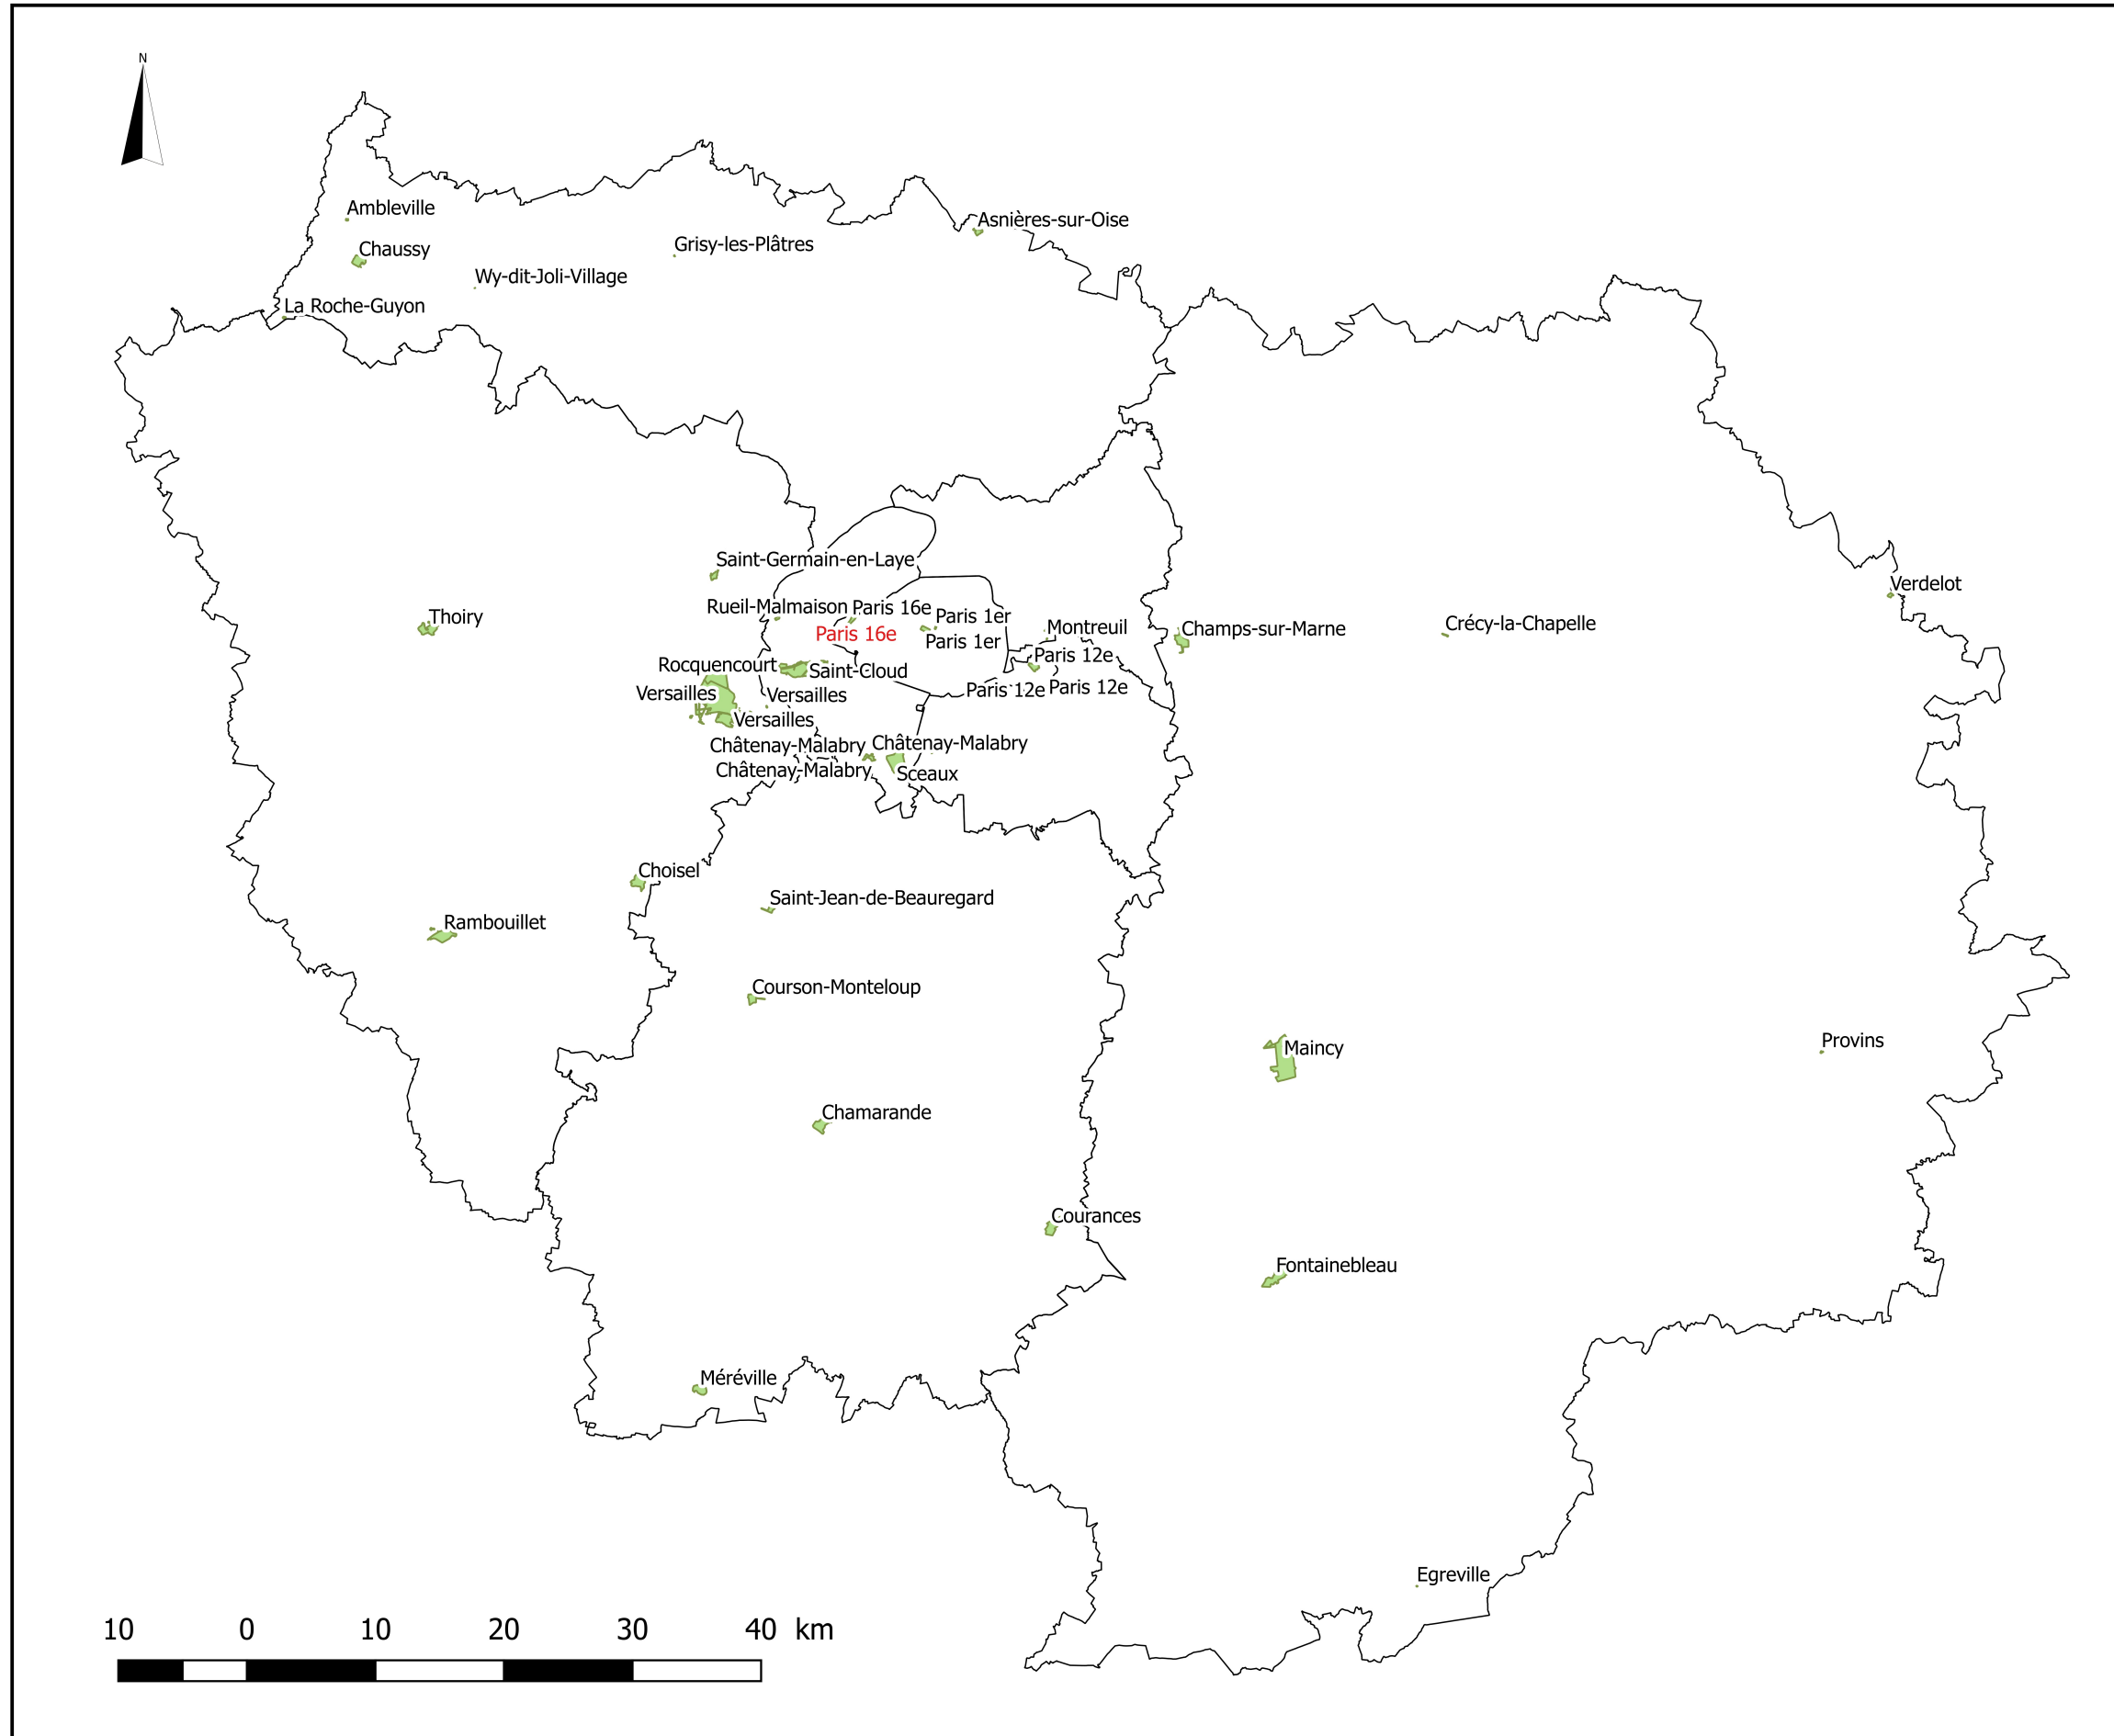 N
Ambleville
Asnières-sur-Oise
Grisy-les-Plâtres
Chaussy
Wy-dit-Joli-Village
La Roche-Guyon
Saint-Germain-en-Laye
Verdelot
Rueil-Malmaison
Paris 16e
Paris 1er
Thoiry
Crécy-la-Chapelle
Montreuil
Champs-sur-Marne
Paris 16e
Paris 1er
Paris 12e
Rocquencourt
Saint-Cloud
Versailles
Versailles
Paris 12e
Paris 12e
Versailles
Châtenay-Malabry
Châtenay-Malabry
Châtenay-Malabry
Sceaux
Choisel
Saint-Jean-de-Beauregard
Rambouillet
Courson-Monteloup
Provins
Maincy
Chamarande
Courances
Fontainebleau
Méréville
Egreville
10 0 10 20 30 40 km